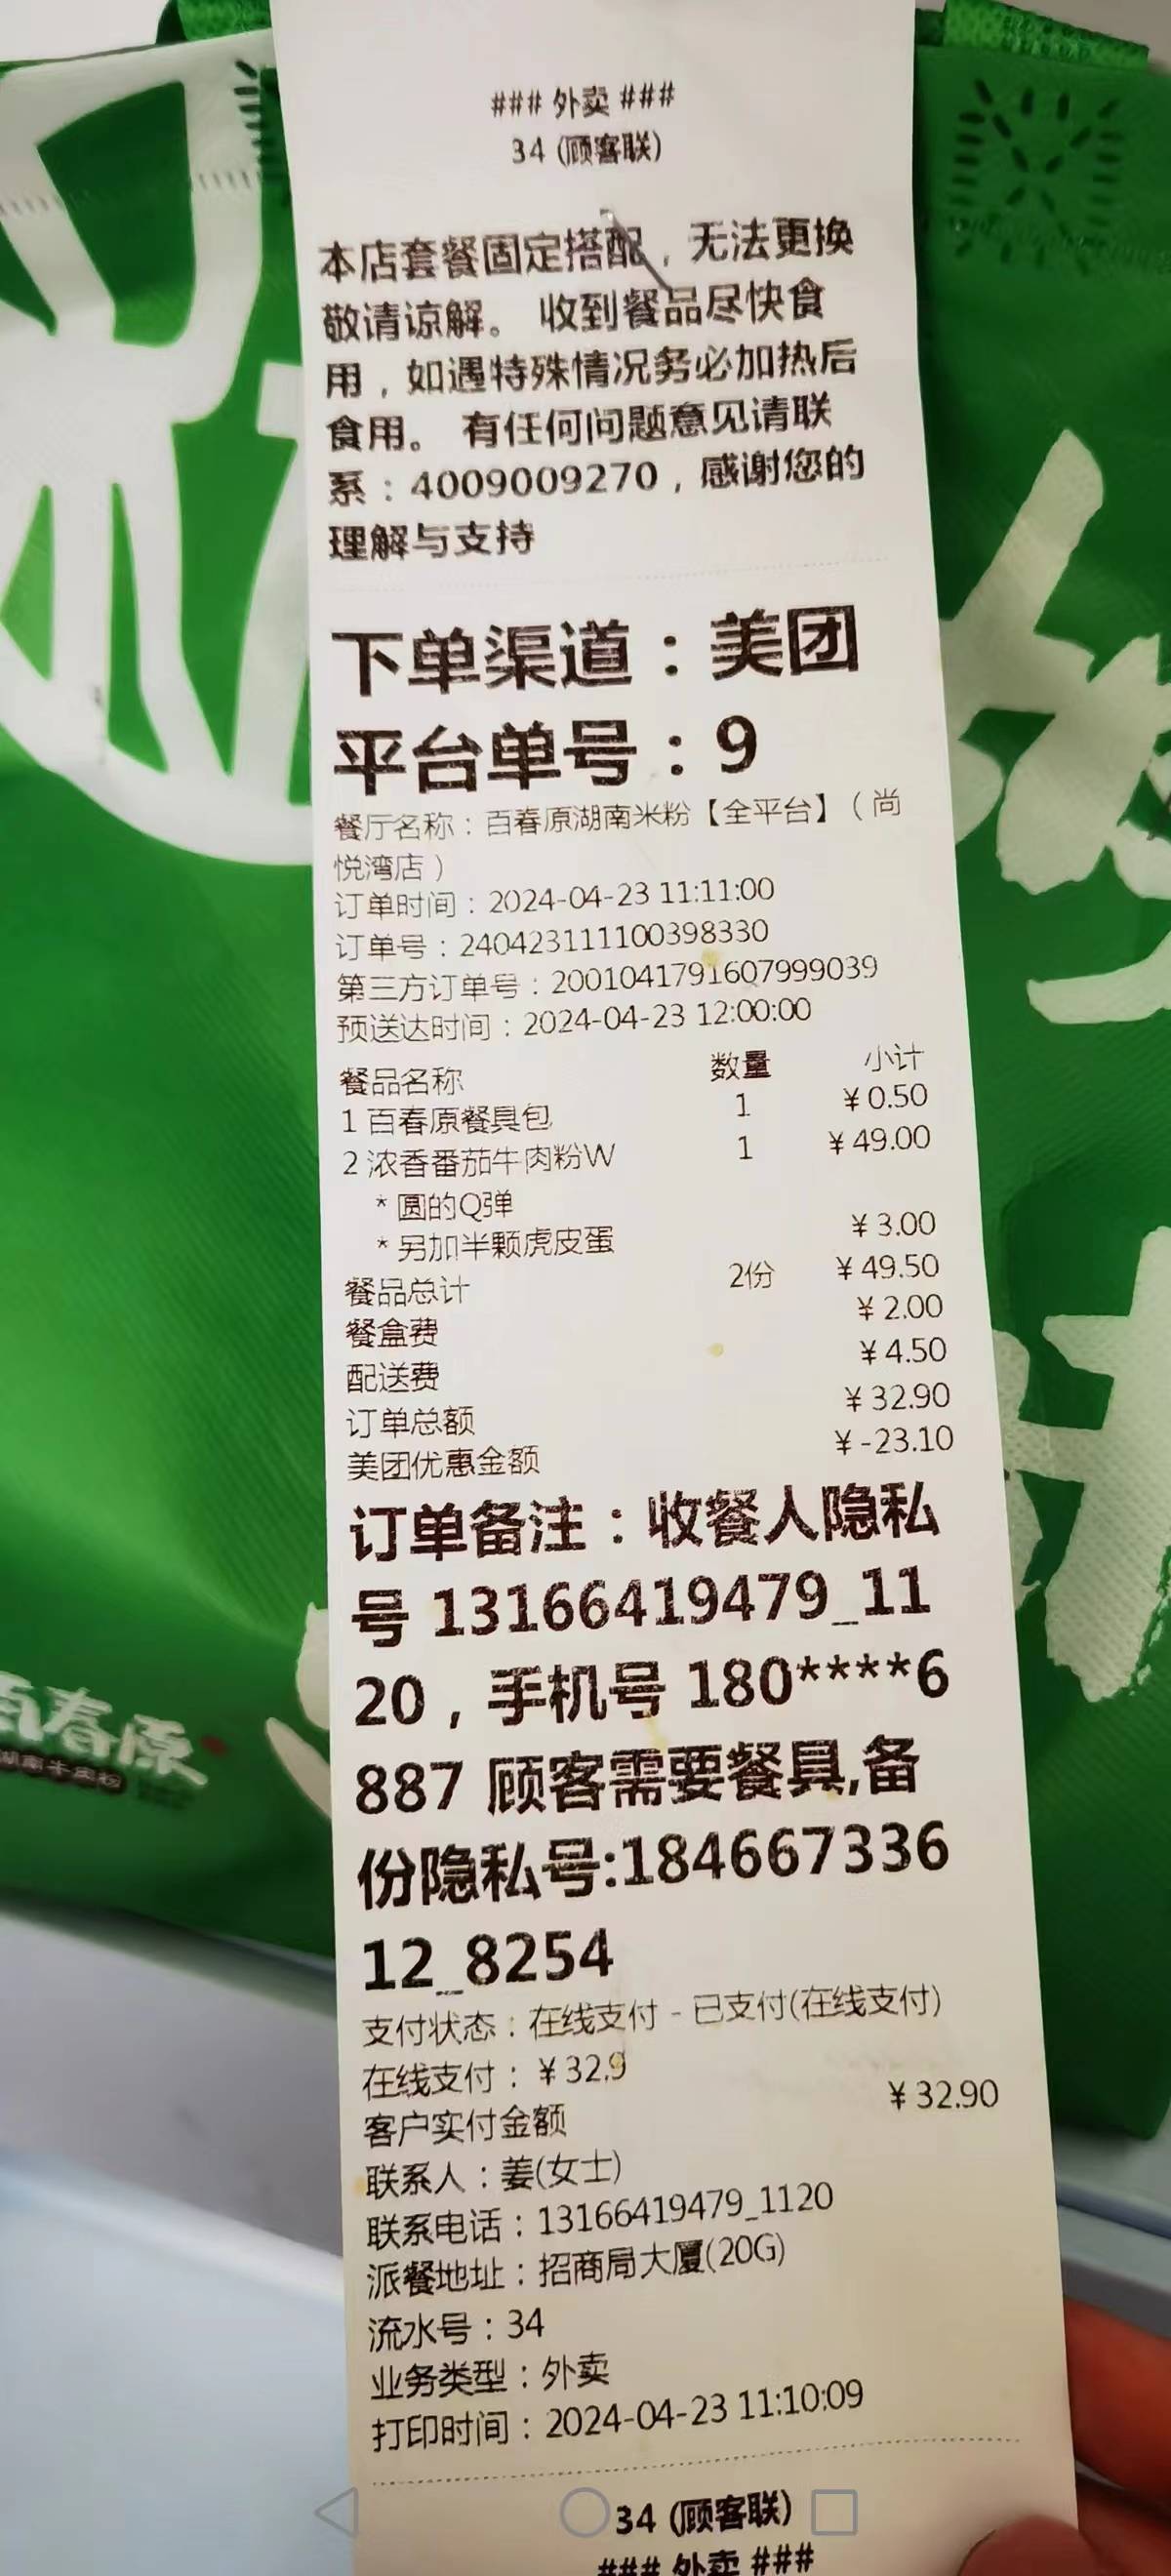 ### 外卖 ###
34 (顾客联)
本店套餐固定搭配，无法更换
敬请谅解。 收到餐品尽快食
用，如遇特殊情况务必加热后
食用。 有任何问题意见请联
系：4009009270，感谢您的
理解与支持
下单渠道：美团
平台单号：9
餐厅名称：百春原湖南米粉【全平台】（尚
悦湾店）
订单时间：2024-04-23 11:11:00
订单号：240423111100398330
第三方订单号：2001041791607999039
预送达时间：2024-04-23 12:00:00
餐品名称 数量 小计
1 百春原餐具包 1 ¥0.50
2 浓香番茄牛肉粉W 1 ¥49.00
* 圆的Q弹
* 另加半颗虎皮蛋 ¥3.00
餐品总计 2份 ¥49.50
餐盒费 ¥2.00
配送费 ¥4.50
订单总额 ¥32.90
美团优惠金额 ¥-23.10
订单备注：收餐人隐私
号 13166419479_11
20，手机号 180****6
887 顾客需要餐具,备
份隐私号:184667336
12_8254
支付状态：在线支付 - 已支付(在线支付)
在线支付：¥32.9
客户实付金额 ¥32.90
联系人：姜(女士)
联系电话：13166419479_1120
派餐地址：招商局大厦(20G)
流水号：34
业务类型：外卖
打印时间：2024-04-23 11:10:09
34 (顾客联)
### 外卖 ###
百春原